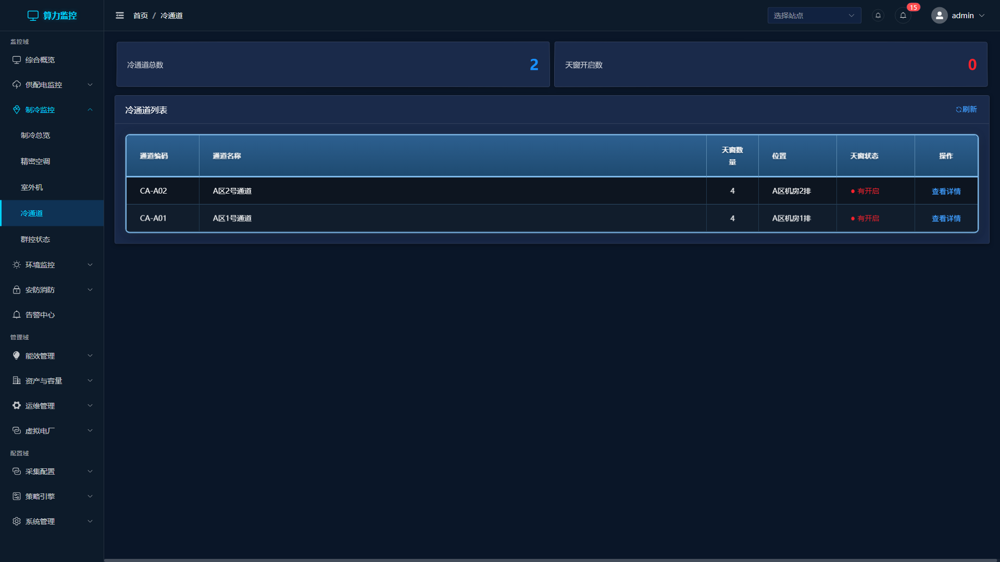 算力监控
首页 / 冷通道
选择站点
15
admin
监控域
综合概览
供配电监控
制冷监控
制冷总览
精密空调
室外机
冷通道
群控状态
环境监控
安防消防
告警中心
管理域
能效管理
资产与容量
运维管理
虚拟电厂
配置域
采集配置
策略引擎
系统管理
冷通道总数
2
天窗开启数
0
冷通道列表
刷新
通道编码 通道名称 天窗数量 位置 天窗状态 操作
CA-A02 A区2号通道 4 A区机房2排 有开启 查看详情
CA-A01 A区1号通道 4 A区机房1排 有开启 查看详情